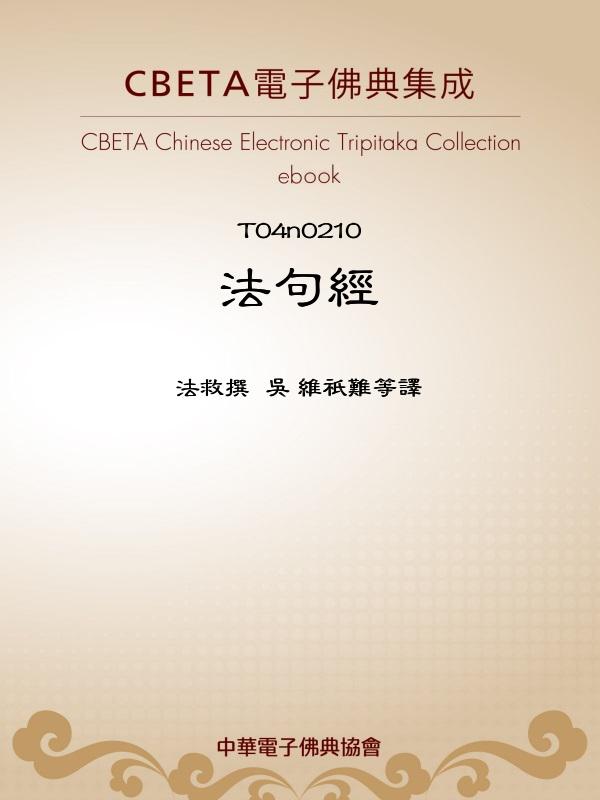 CBETA電子佛典集成
CBETA Chinese Electronic Tripitaka Collection
ebook
T04n0210
法句經
法救撰 吳 維祇難等譯
中華電子佛典協會